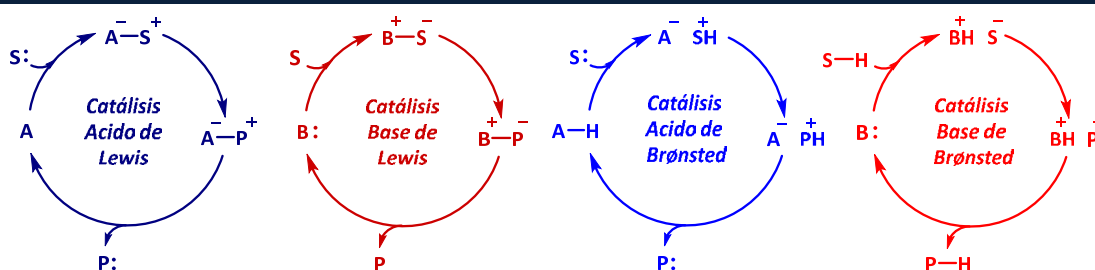 A⁻—S⁺
S:
A
Catálisis
Acido de
Lewis
A⁻—P⁺
P:
B⁺—S⁻
S
B:
Catálisis
Base de
Lewis
B⁺—P⁻
P
A⁻ SH⁺
S:
A—H
Catálisis
Acido de
Brønsted
A⁻ PH⁺
P:
BH⁺ S⁻
S—H
B:
Catálisis
Base de
Brønsted
BH⁺ P⁻
P—H